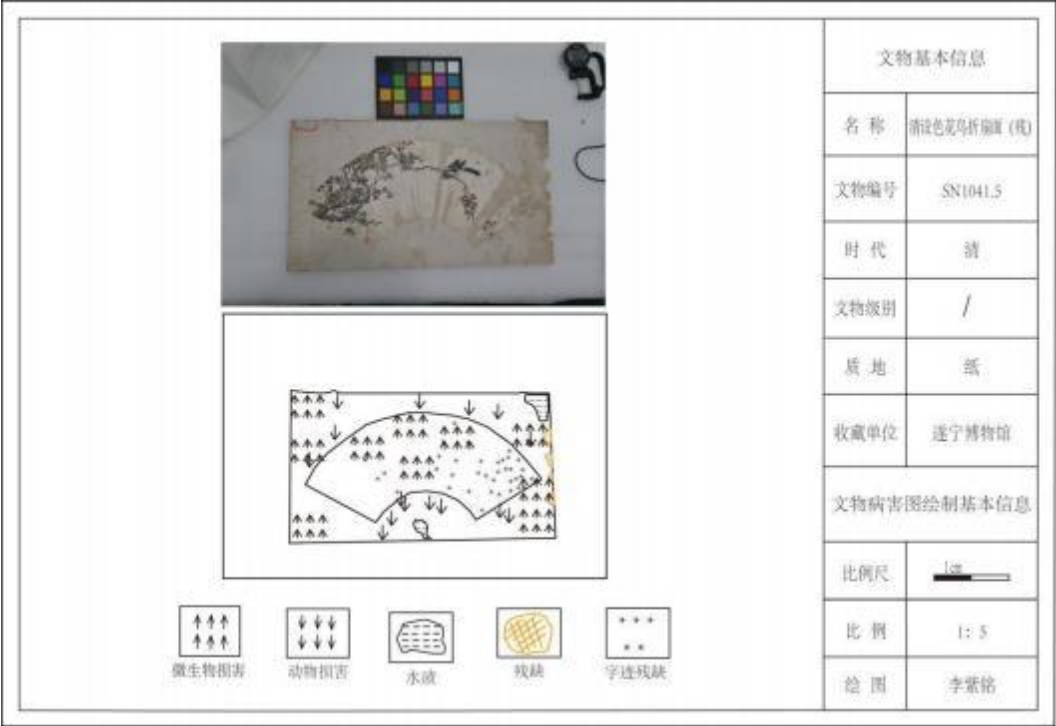 文物基本信息
名 称 清设色花鸟折扇面（残）
文物编号 SN1041.5
时 代 清
文物级别 /
质 地 纸
收藏单位 遂宁博物馆
文物病害图绘制基本信息
比例尺 1cm
比 例 1: 5
绘 图 李紫铭
微生物损害 动物损害 水渍 残缺 字迹残缺